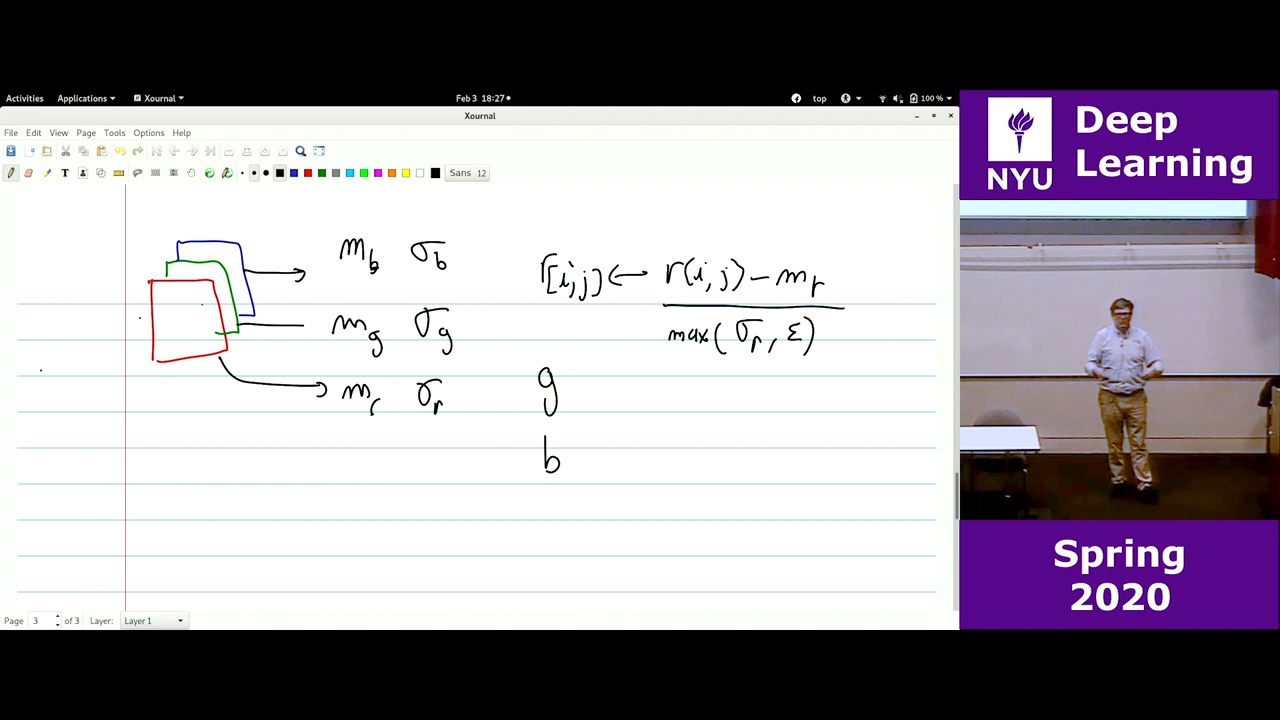 Activities Applications Xournal Feb 3 18:27 top 100 %
Xournal
File Edit View Page Tools Options Help
T Sans 12
m_b σ_b
r[i,j] ← r(i,j) − m_r
max(σ_r, ε)
m_g σ_g
m_r σ_r
g
b
Page 3 of 3 Layer: Layer 1
NYU
Deep
Learning
Spring
2020